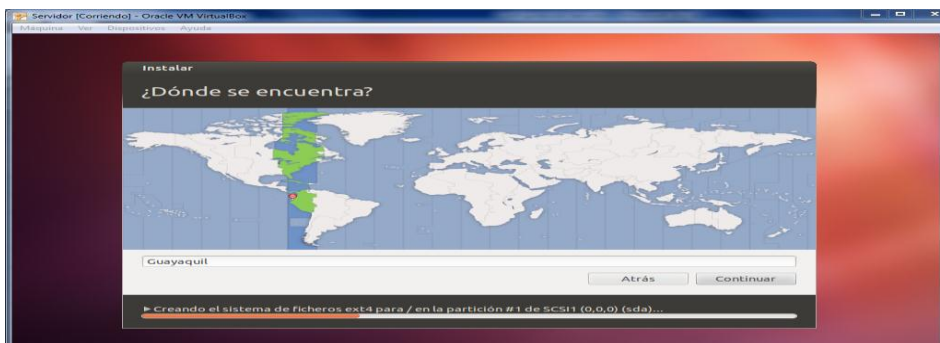 Servidor [Corriendo] - Oracle VM VirtualBox
Máquina Ver Dispositivos Ayuda
Instalar
¿Dónde se encuentra?
Guayaquil
Atrás Continuar
Creando el sistema de ficheros ext4 para / en la partición #1 de SCSI1 (0,0,0) (sda)...